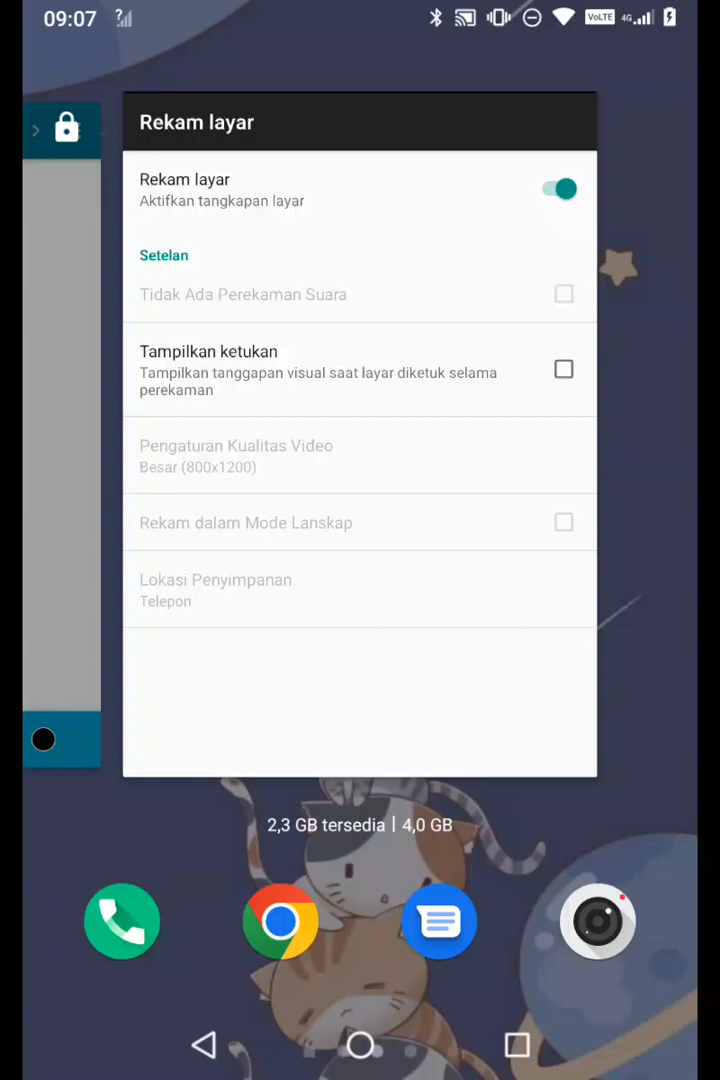 09:07
VoLTE
4G
Rekam layar
Rekam layar
Aktifkan tangkapan layar
Setelan
Tidak Ada Perekaman Suara
Tampilkan ketukan
Tampilkan tanggapan visual saat layar diketuk selama
perekaman
Pengaturan Kualitas Video
Besar (800x1200)
Rekam dalam Mode Lanskap
Lokasi Penyimpanan
Telepon
2,3 GB tersedia | 4,0 GB